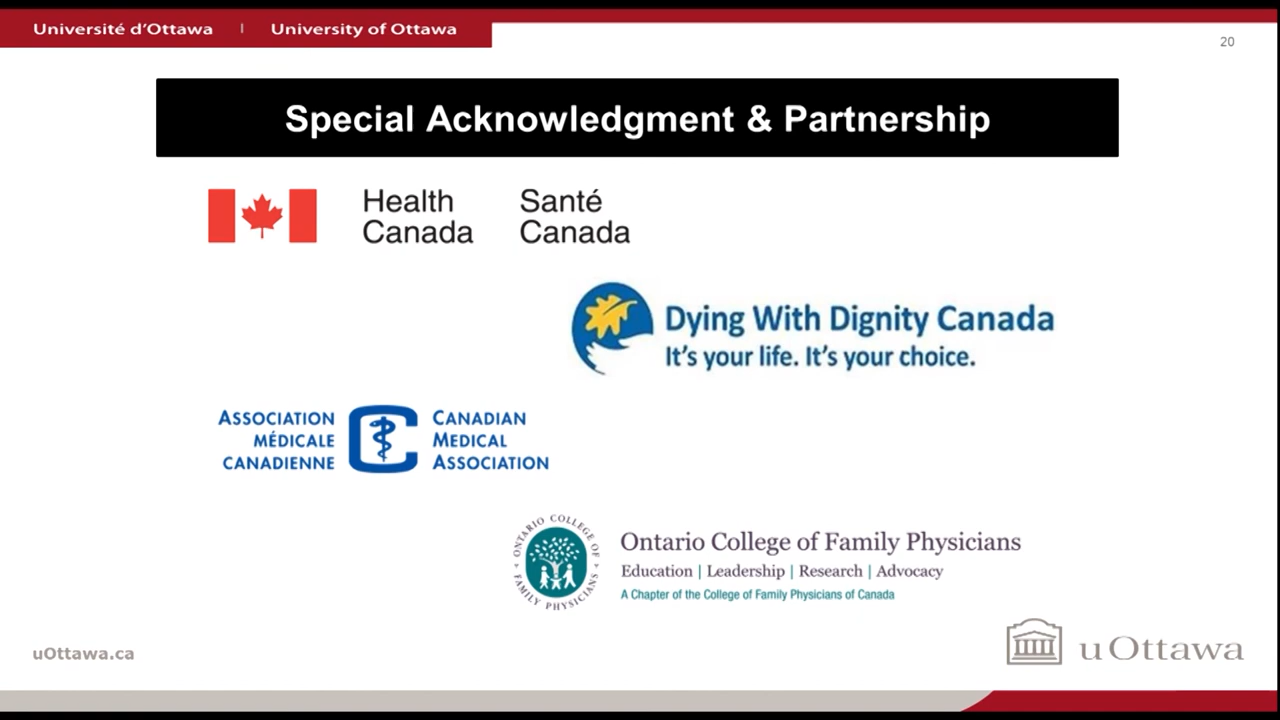 Université d'Ottawa | University of Ottawa
20
Special Acknowledgment & Partnership
Health Canada
Santé Canada
Dying With Dignity Canada
It's your life. It's your choice.
ASSOCIATION MÉDICALE CANADIENNE
CANADIAN MEDICAL ASSOCIATION
ONTARIO COLLEGE OF FAMILY PHYSICIANS
Ontario College of Family Physicians
Education | Leadership | Research | Advocacy
A Chapter of the College of Family Physicians of Canada
uOttawa.ca
uOttawa